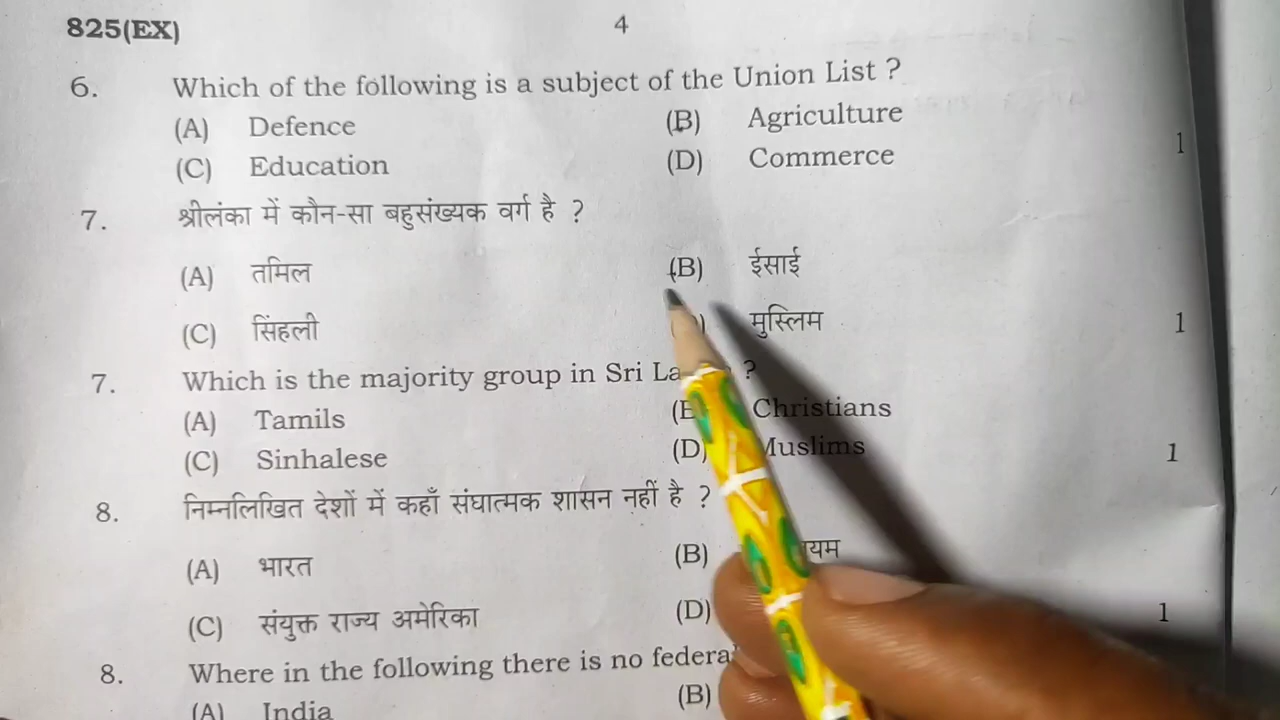 825(EX) 4
6. Which of the following is a subject of the Union List ?
(A) Defence (B) Agriculture
(C) Education (D) Commerce 1
7. श्रीलंका में कौन-सा बहुसंख्यक वर्ग है ?
(A) तमिल (B) ईसाई
(C) सिंहली मुस्लिम 1
7. Which is the majority group in Sri ?
(A) Tamils Christians
(C) Sinhalese (D) Muslims 1
8. निम्नलिखित देशों में कहाँ संघात्मक शासन नहीं है ?
(A) भारत (B)
(C) संयुक्त राज्य अमेरिका (D) 1
8. Where in the following there is no
(A) India (B)